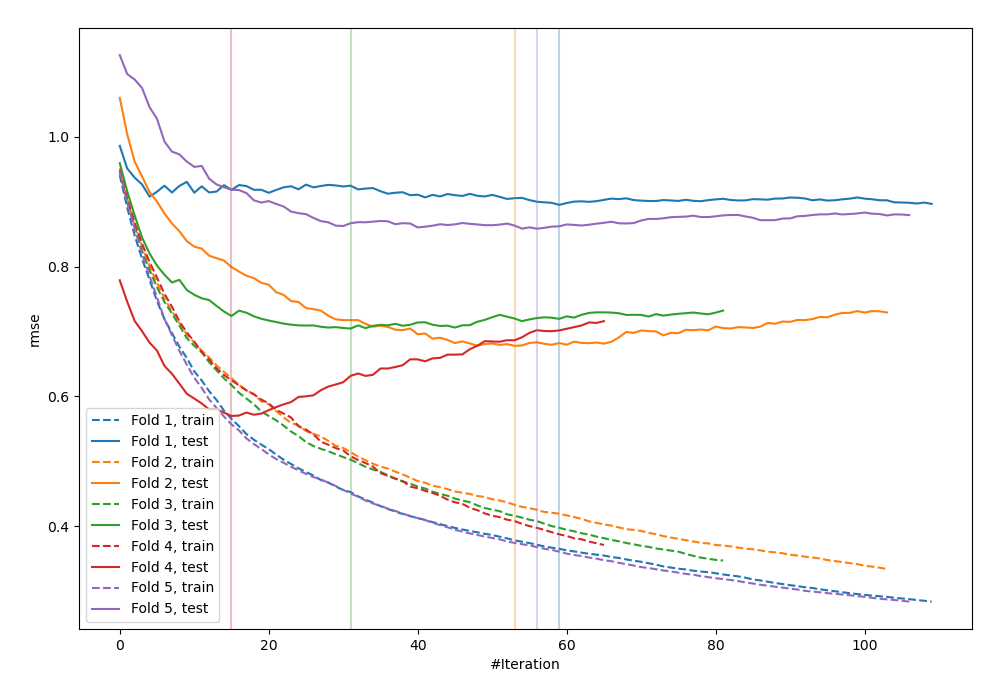 1.0
0.8
0.6
0.4
rmse
Fold 1, train
Fold 1, test
Fold 2, train
Fold 2, test
Fold 3, train
Fold 3, test
Fold 4, train
Fold 4, test
Fold 5, train
Fold 5, test
0 20 40 60 80 100
#Iteration